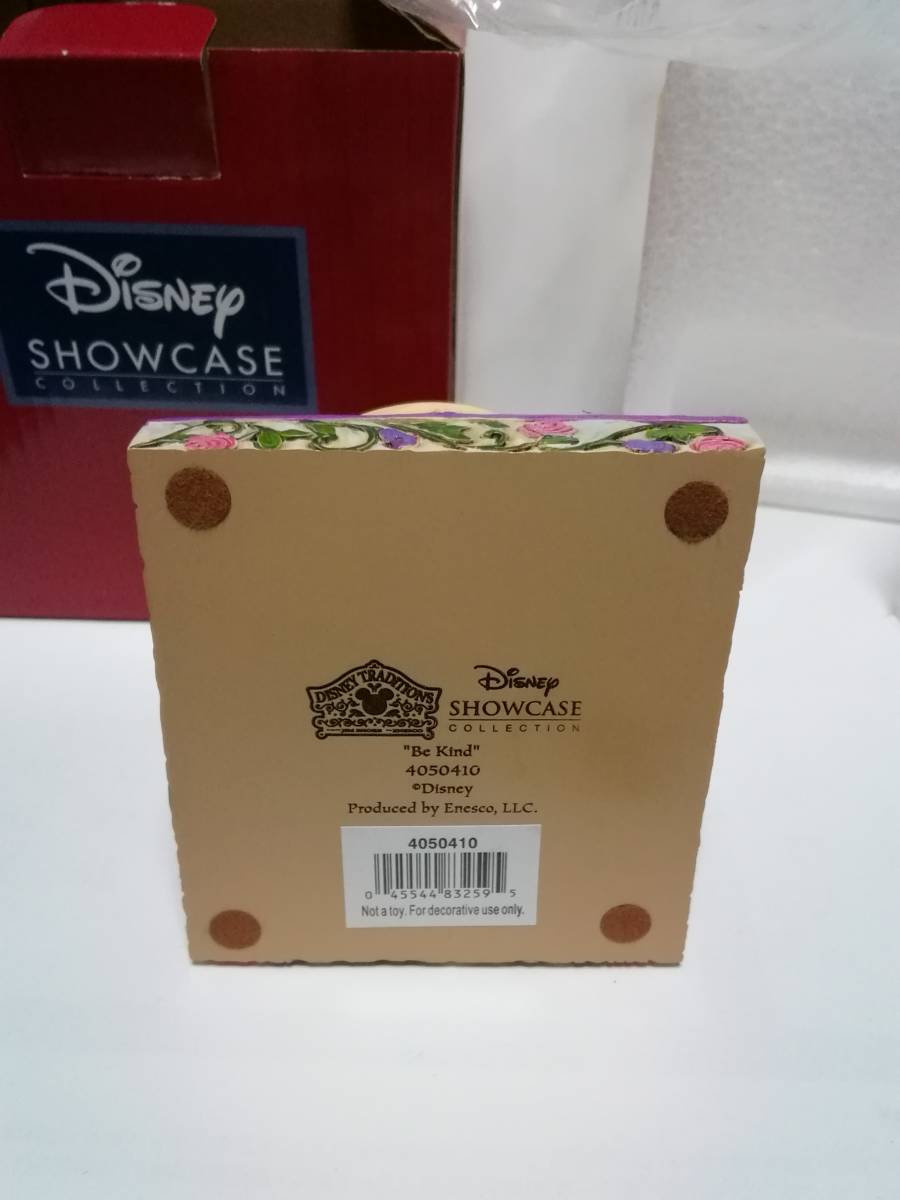 Disney
SHOWCASE
COLLECTION
DISNEY TRADITIONS
Disney
SHOWCASE
COLLECTION
"Be Kind"
4050410
©Disney
Produced by Enesco, LLC.
4050410
0 45544 83259 5
Not a toy. For decorative use only.